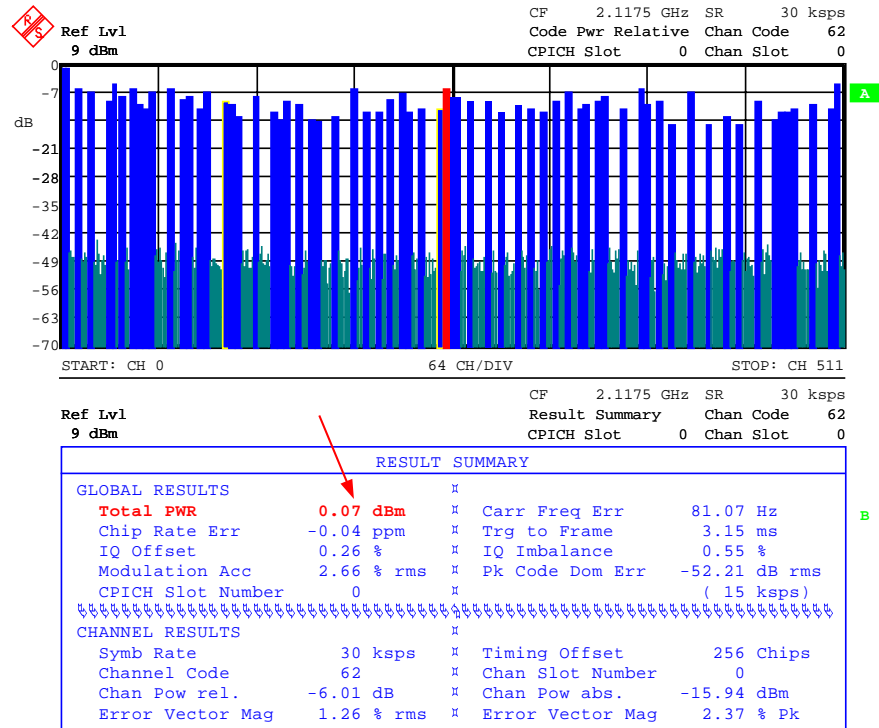 R S
CF 2.1175 GHz SR 30 ksps
Ref Lvl Code Pwr Relative Chan Code 62
9 dBm CPICH Slot 0 Chan Slot 0
0
-7
A
dB
-21
-28
-35
-42
-49
-56
-63
-70
START: CH 0 64 CH/DIV STOP: CH 511
CF 2.1175 GHz SR 30 ksps
Ref Lvl Result Summary Chan Code 62
9 dBm CPICH Slot 0 Chan Slot 0
RESULT SUMMARY
GLOBAL RESULTS ¤
Total PWR 0.07 dBm ¤ Carr Freq Err 81.07 Hz
B
Chip Rate Err -0.04 ppm ¤ Trg to Frame 3.15 ms
IQ Offset 0.26 % ¤ IQ Imbalance 0.55 %
Modulation Acc 2.66 % rms ¤ Pk Code Dom Err -52.21 dB rms
CPICH Slot Number 0 ¤ ( 15 ksps)
CHANNEL RESULTS ¤
Symb Rate 30 ksps ¤ Timing Offset 256 Chips
Channel Code 62 ¤ Chan Slot Number 0
Chan Pow rel. -6.01 dB ¤ Chan Pow abs. -15.94 dBm
Error Vector Mag 1.26 % rms ¤ Error Vector Mag 2.37 % Pk